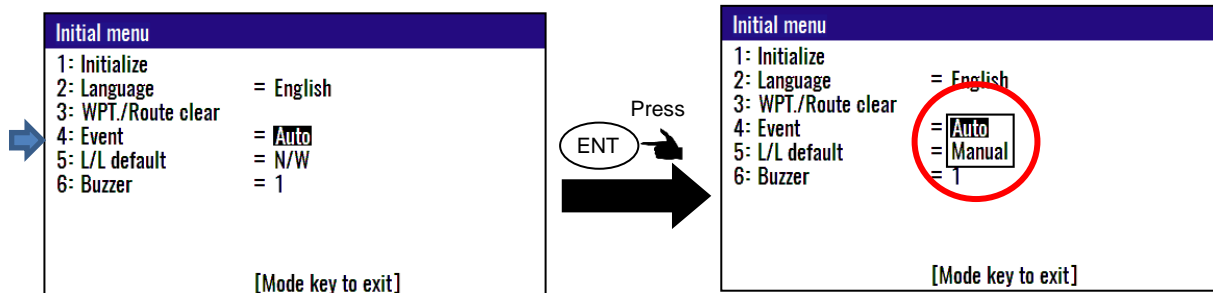 Initial menu
1: Initialize
2: Language = English
3: WPT./Route clear
4: Event = Auto
5: L/L default = N/W
6: Buzzer = 1
[Mode key to exit]
Press
ENT
Initial menu
1: Initialize
2: Language = English
3: WPT./Route clear
4: Event = Auto
5: L/L default = Manual
6: Buzzer = 1
[Mode key to exit]